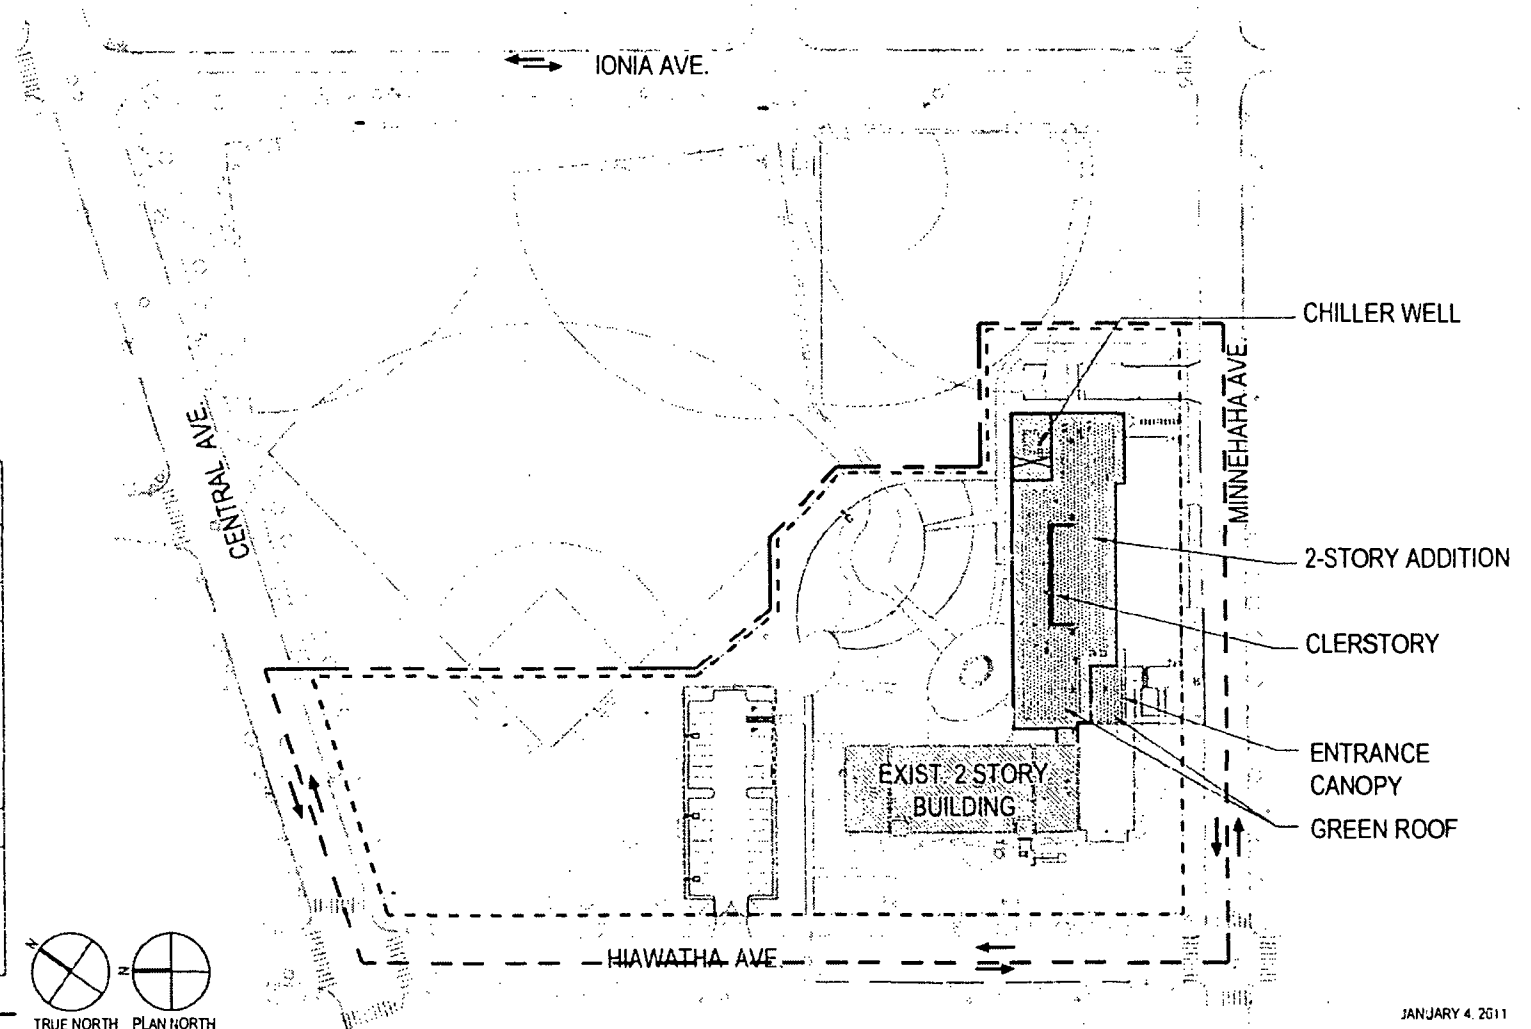 IONIA AVE.
CHILLER WELL
MINNEHAHA AVE.
CENTRAL AVE.
2-STORY ADDITION
CLERSTORY
ENTRANCE
CANOPY
EXIST. 2 STORY
BUILDING
GREEN ROOF
HIAWATHA AVE.
N
N
TRUE NORTH
PLAN NORTH
JANUARY 4, 2011